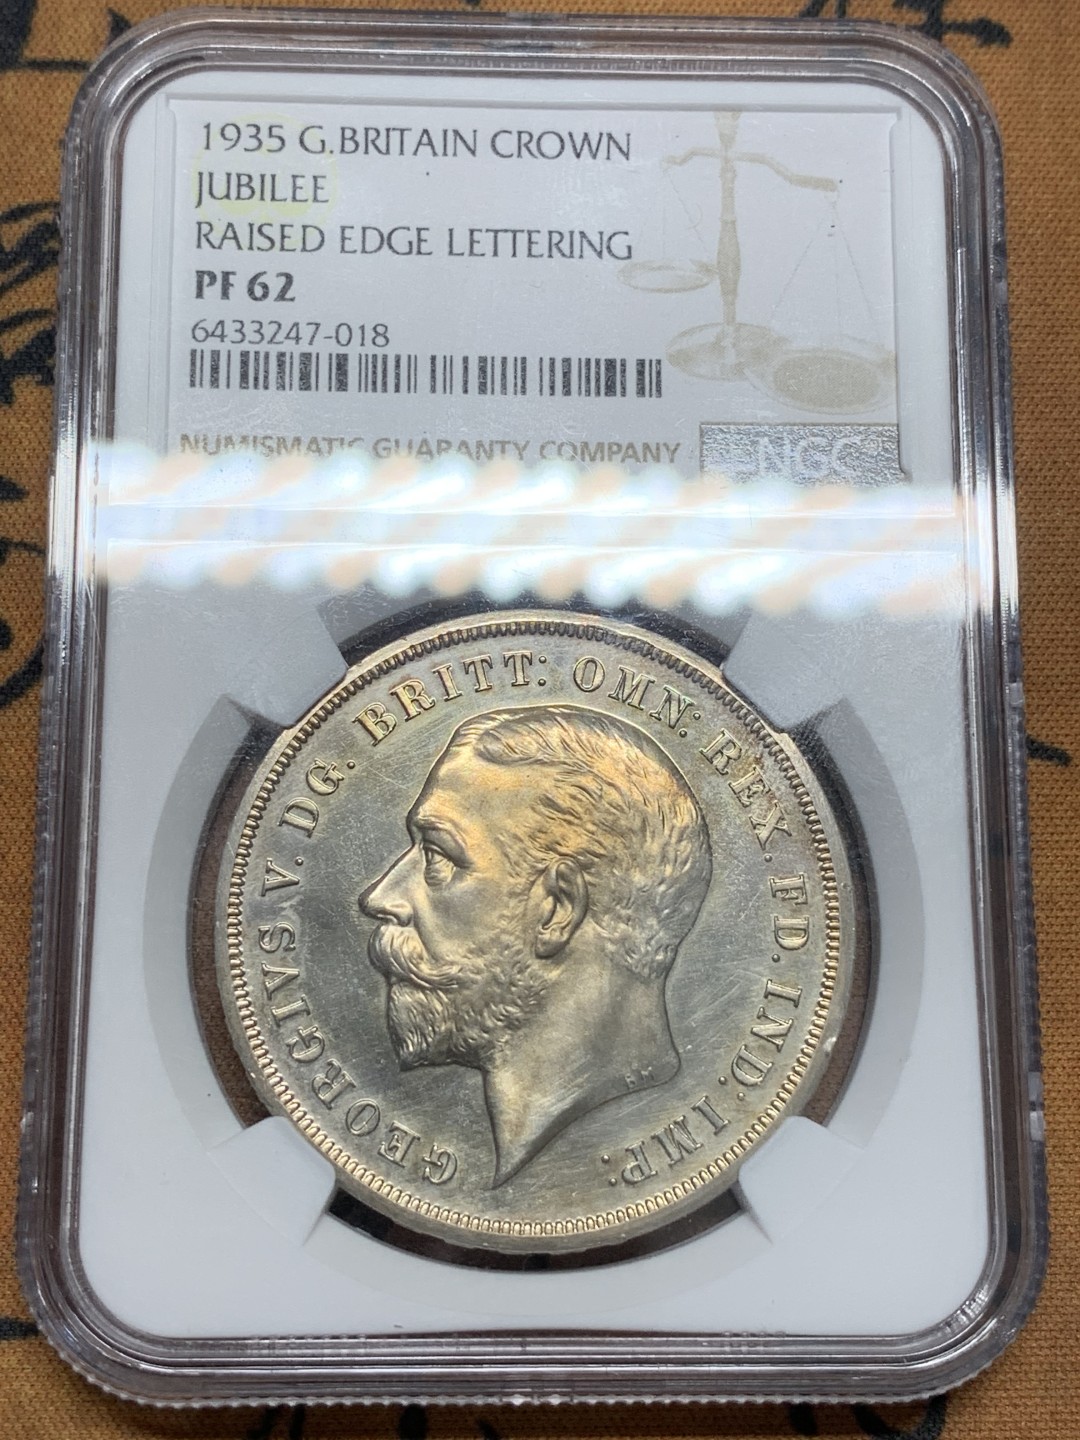 1935 G.BRITAIN CROWN
JUBILEE
RAISED EDGE LETTERING
PF 62
6433247-018
NUMISMATIC GUARANTY COMPANY
NGC
GEORGIVS V. DG. BRITT: OMN: REX. FD. IND: IMP:
BM